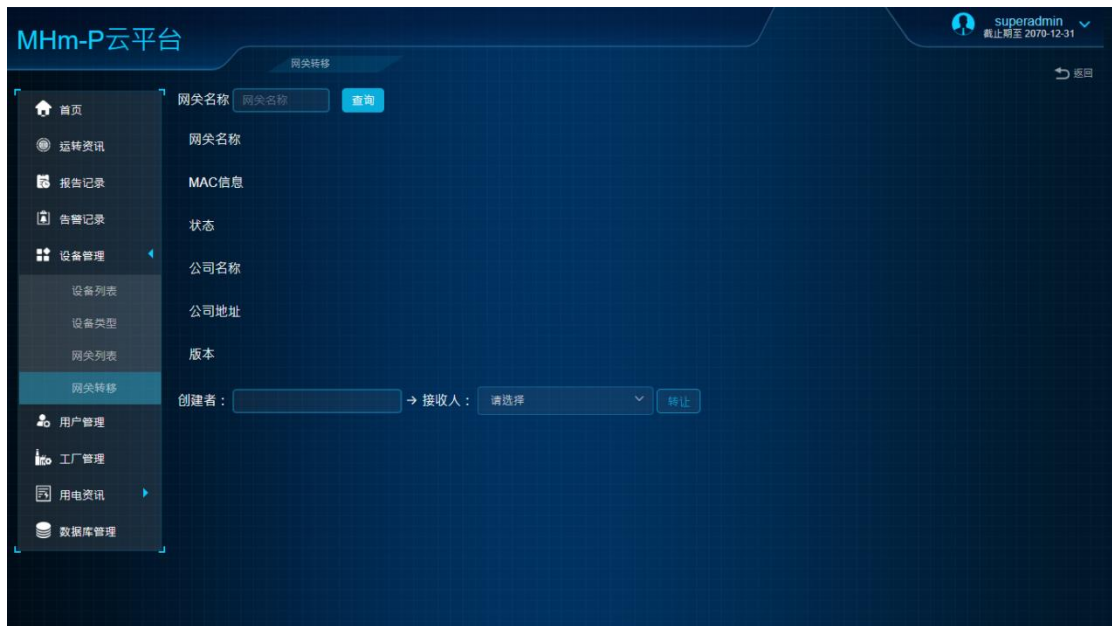 MHm-P云平台
superadmin
截止期至 2070-12-31
网关转移
返回
首页
运转资讯
报告记录
告警记录
设备管理
设备列表
设备类型
网关列表
网关转移
用户管理
工厂管理
用电资讯
数据库管理
网关名称 网关名称 查询
网关名称
MAC信息
状态
公司名称
公司地址
版本
创建者： → 接收人： 请选择 转让